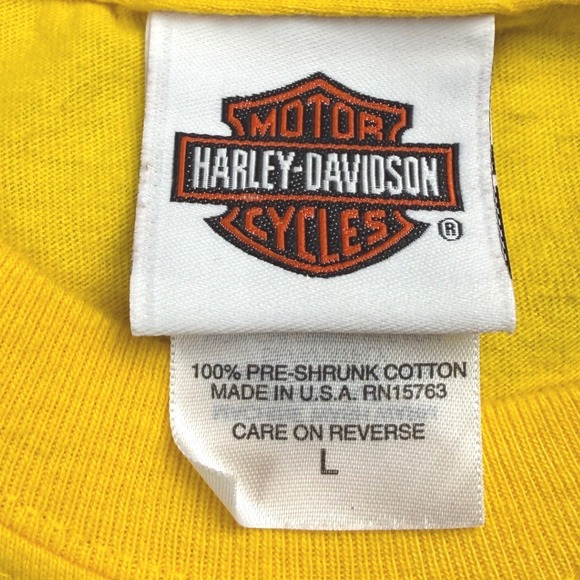 MOTOR
HARLEY-DAVIDSON
CYCLES
®
100% PRE-SHRUNK COTTON
MADE IN U.S.A. RN15763
CARE ON REVERSE
L